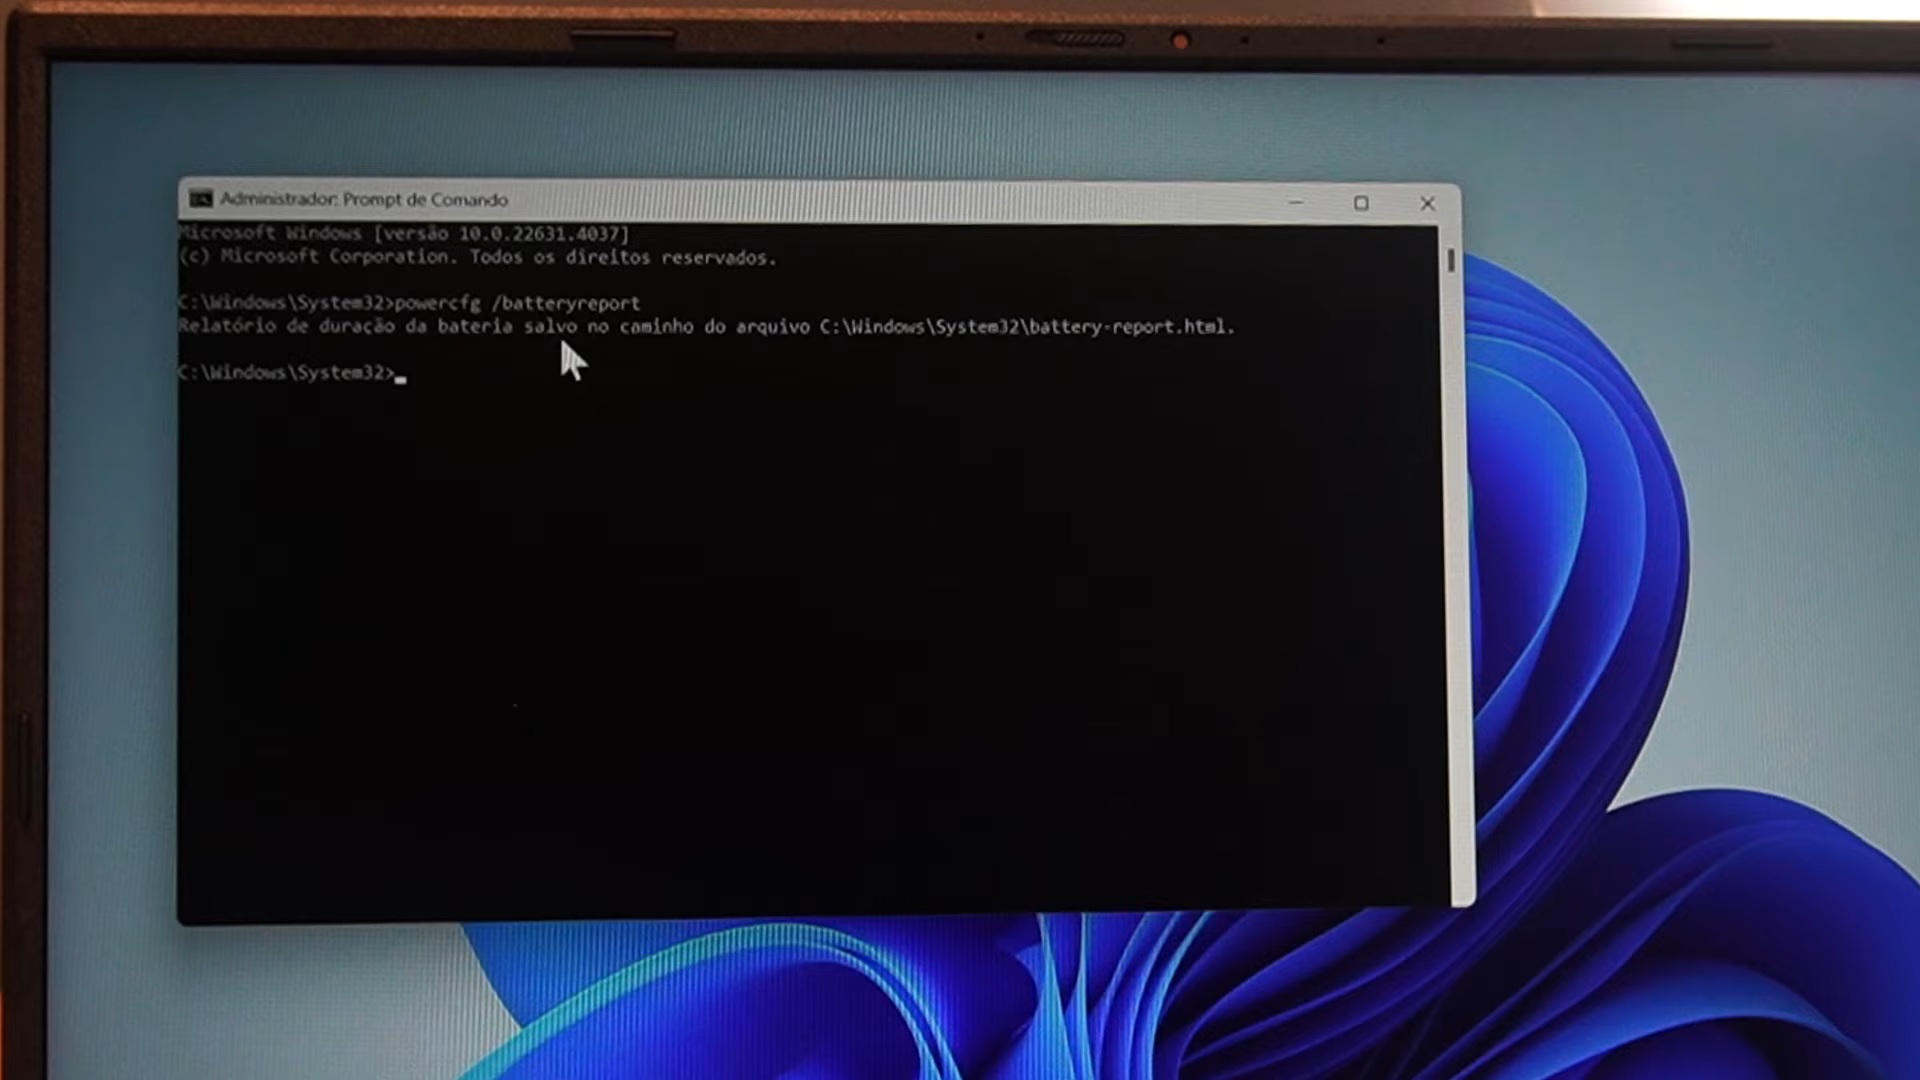 Administrador: Prompt de Comando
Microsoft Windows [versão 10.0.22631.4037]
(c) Microsoft Corporation. Todos os direitos reservados.
C:\Windows\System32>powercfg /batteryreport
Relatório de duração da bateria salvo no caminho do arquivo C:\Windows\System32\battery-report.html.
C:\Windows\System32>